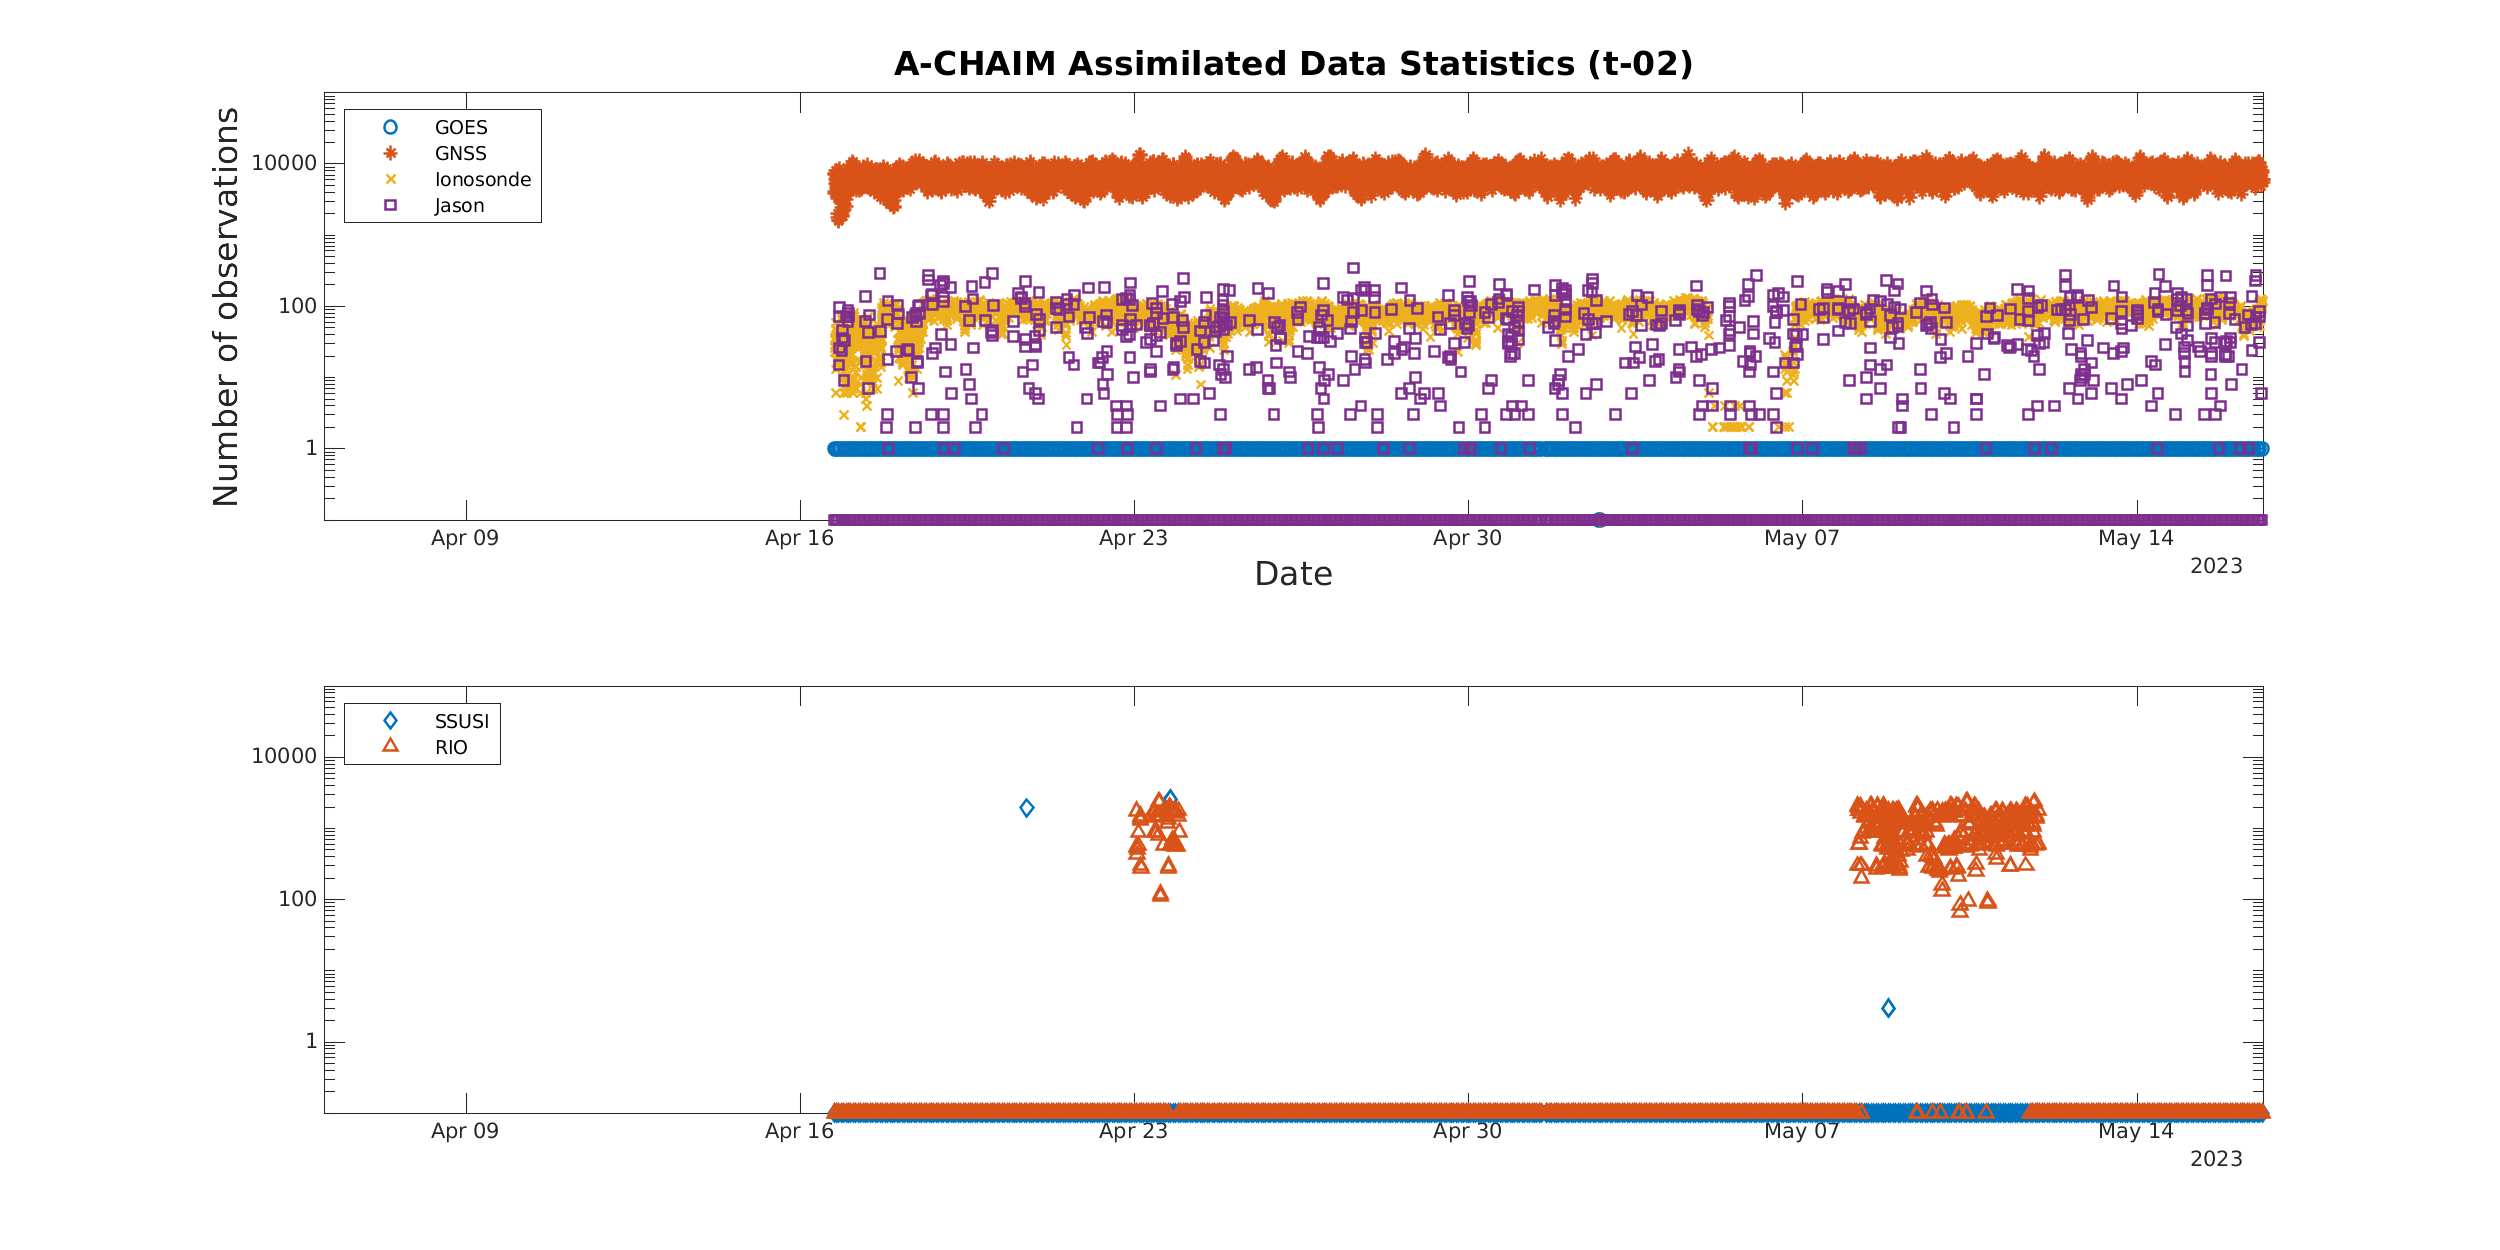 A-CHAIM Assimilated Data Statistics (t-02)
Number of observations
10000
100
1
GOES
GNSS
Ionosonde
Jason
Apr 09 Apr 16 Apr 23 Apr 30 May 07 May 14
2023
Date
10000
100
1
SSUSI
RIO
Apr 09 Apr 16 Apr 23 Apr 30 May 07 May 14
2023